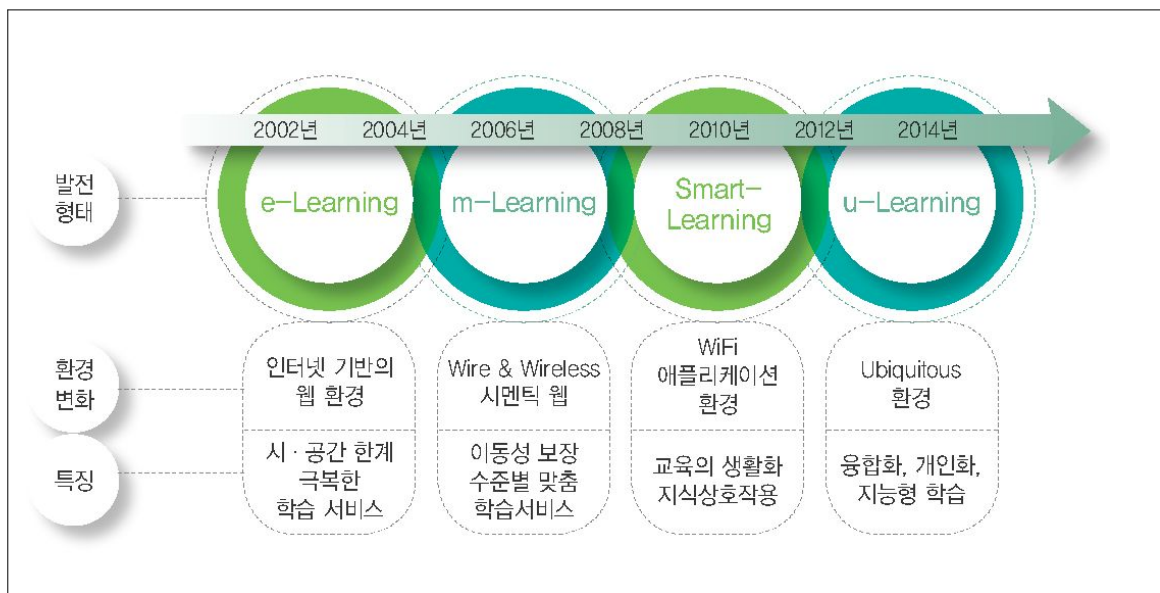 2002년 2004년 2006년 2008년 2010년 2012년 2014년
발전
형태
e-Learning
m-Learning
Smart-
Learning
u-Learning
환경
변화
인터넷 기반의
웹 환경
Wire & Wireless
시멘틱 웹
WiFi
애플리케이션
환경
Ubiquitous
환경
특징
시 · 공간 한계
극복한
학습 서비스
이동성 보장
수준별 맞춤
학습서비스
교육의 생활화
지식상호작용
융합화, 개인화,
지능형 학습